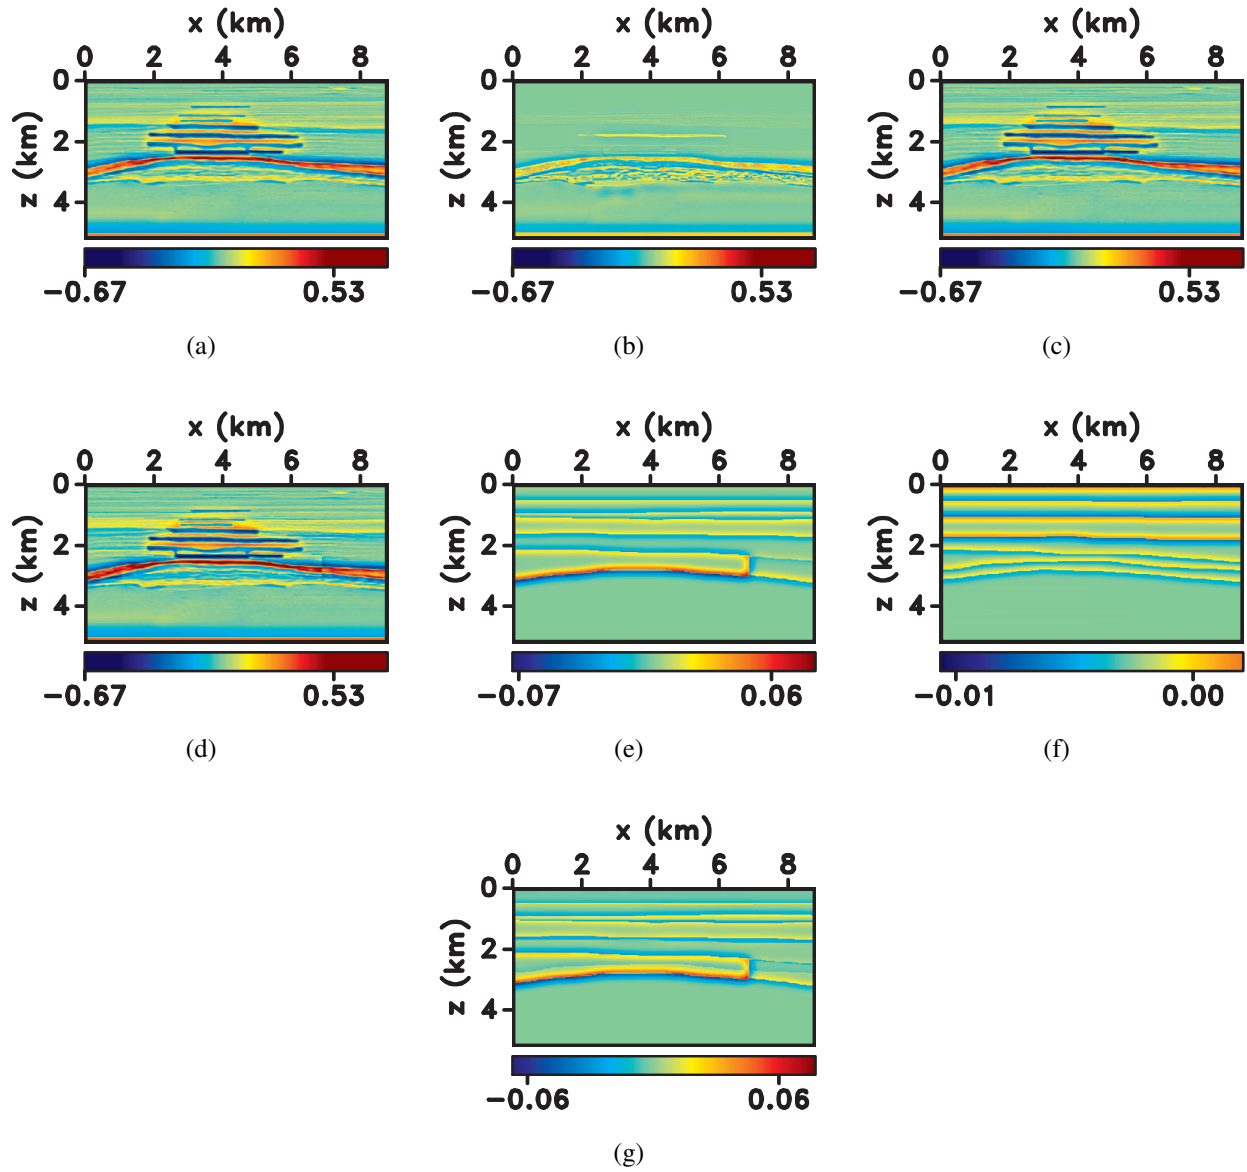 x (km) x (km) x (km)
0 2 4 6 8 0 2 4 6 8 0 2 4 6 8
0 0 0
z (km) 2 z (km) 2 z (km) 2
4 4 4
−0.67 0.53 −0.67 0.53 −0.67 0.53
(a) (b) (c)
x (km) x (km) x (km)
0 2 4 6 8 0 2 4 6 8 0 2 4 6 8
0 0 0
z (km) 2 z (km) 2 z (km) 2
4 4 4
−0.67 0.53 −0.07 0.06 −0.01 0.00
(d) (e) (f)
x (km)
0 2 4 6 8
0
z (km) 2
4
−0.06 0.06
(g)